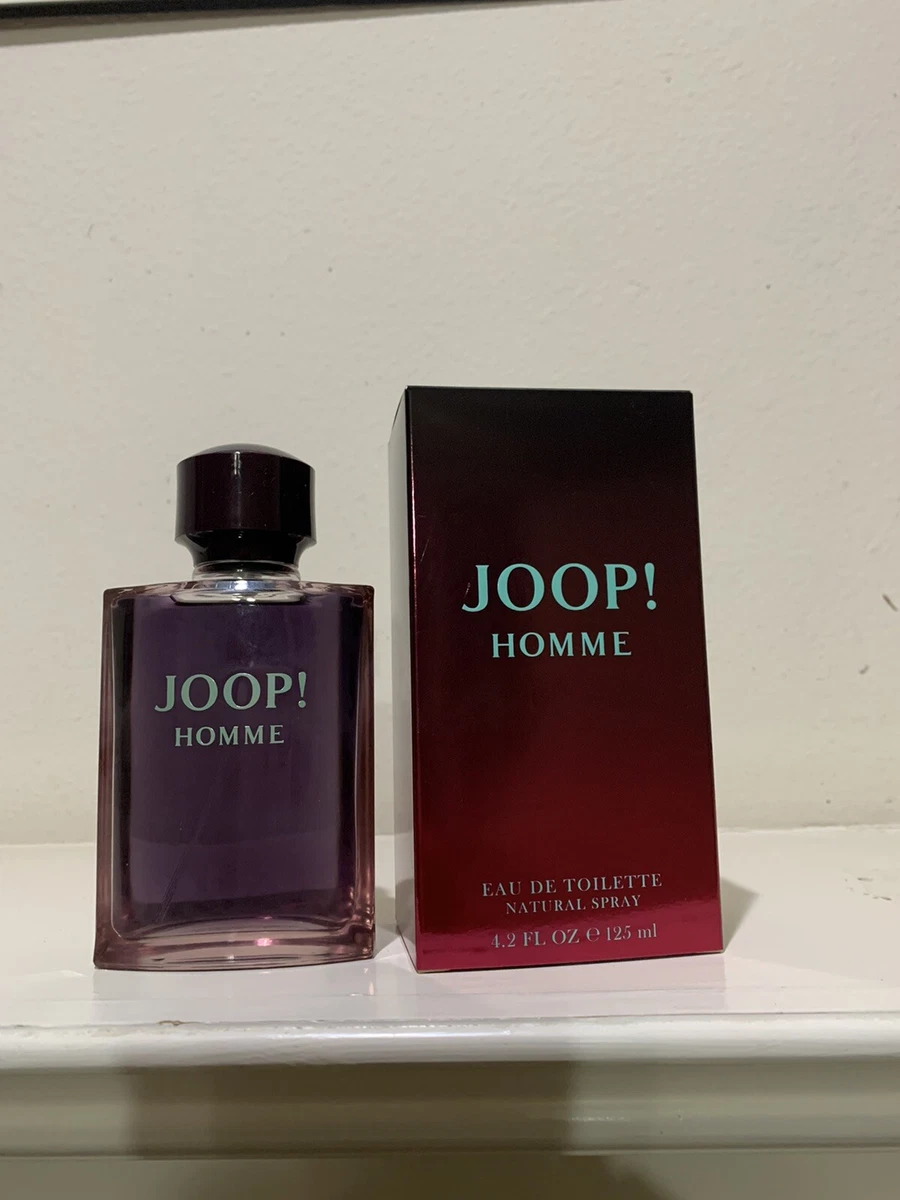 JOOP!
HOMME
JOOP!
HOMME
EAU DE TOILETTE
NATURAL SPRAY
4.2 FL OZ ℮ 125 ml